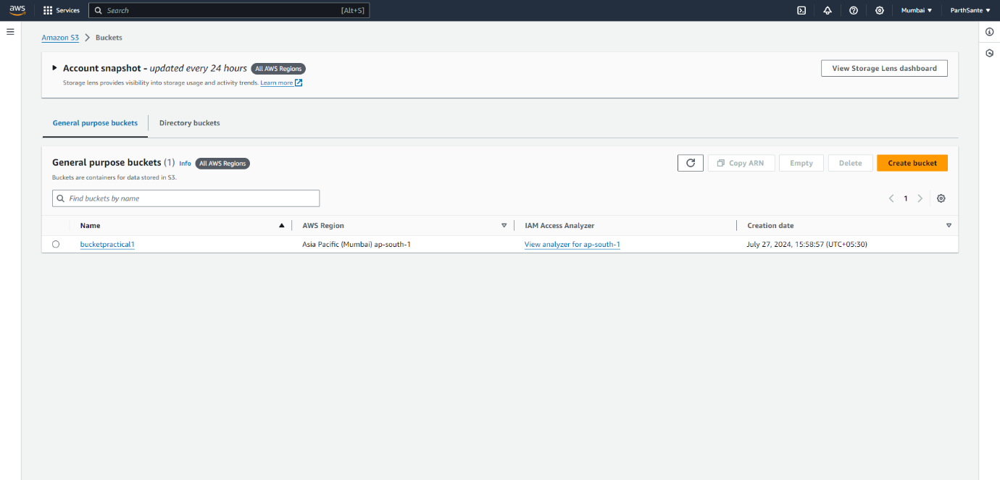 aws Services Search [Alt+S] Mumbai ▼ ParthSante ▼
Amazon S3 > Buckets
Account snapshot - updated every 24 hours All AWS Regions View Storage Lens dashboard
Storage lens provides visibility into storage usage and activity trends. Learn more
General purpose buckets Directory buckets
General purpose buckets (1) Info All AWS Regions Copy ARN Empty Delete Create bucket
Buckets are containers for data stored in S3.
Find buckets by name 1
Name AWS Region IAM Access Analyzer Creation date
bucketpractical1 Asia Pacific (Mumbai) ap-south-1 View analyzer for ap-south-1 July 27, 2024, 15:58:57 (UTC+05:30)